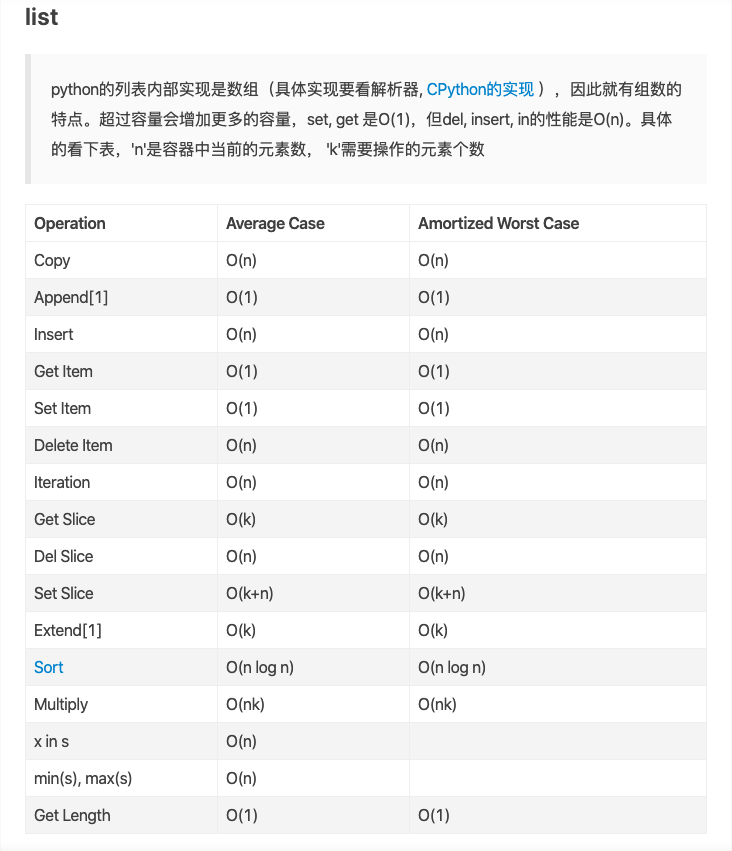 list
python的列表内部实现是数组（具体实现要看解析器, CPython的实现 ），因此就有组数的
特点。超过容量会增加更多的容量，set, get 是O(1)，但del, insert, in的性能是O(n)。具体
的看下表，'n'是容器中当前的元素数， 'k'需要操作的元素个数
Operation Average Case Amortized Worst Case
Copy O(n) O(n)
Append[1] O(1) O(1)
Insert O(n) O(n)
Get Item O(1) O(1)
Set Item O(1) O(1)
Delete Item O(n) O(n)
Iteration O(n) O(n)
Get Slice O(k) O(k)
Del Slice O(n) O(n)
Set Slice O(k+n) O(k+n)
Extend[1] O(k) O(k)
Sort O(n log n) O(n log n)
Multiply O(nk) O(nk)
x in s O(n)
min(s), max(s) O(n)
Get Length O(1) O(1)